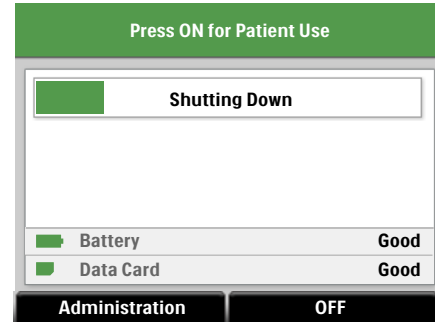 Press ON for Patient Use
Shutting Down
Battery Good
Data Card Good
Administration OFF